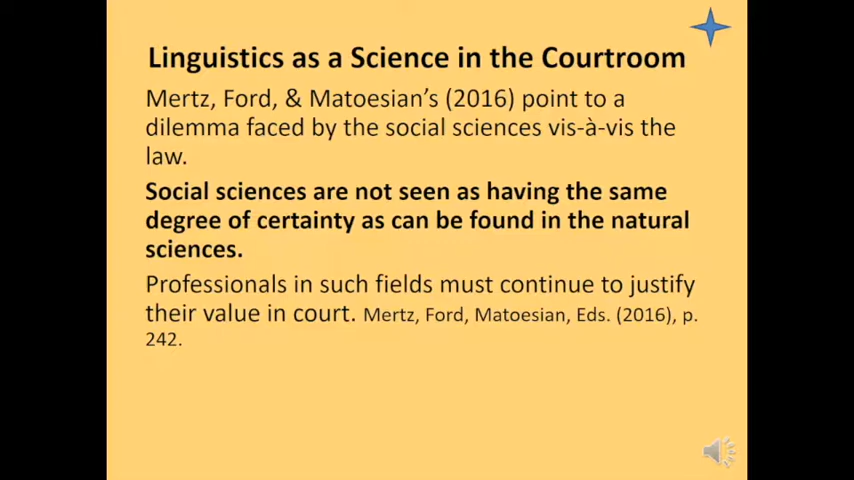 Linguistics as a Science in the Courtroom
Mertz, Ford, & Matoesian's (2016) point to a
dilemma faced by the social sciences vis-à-vis the
law.
Social sciences are not seen as having the same
degree of certainty as can be found in the natural
sciences.
Professionals in such fields must continue to justify
their value in court. Mertz, Ford, Matoesian, Eds. (2016), p.
242.